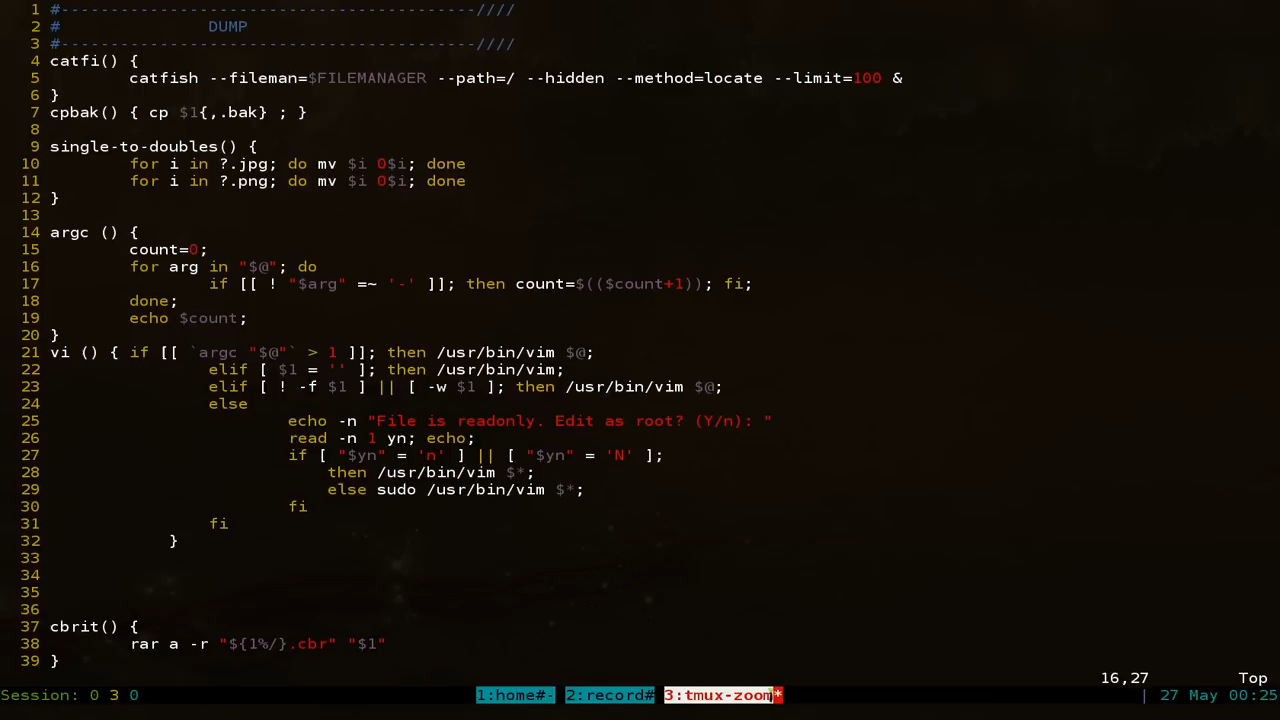 1 #------------------------------------------////
2 #               DUMP
3 #------------------------------------------////
4 catfi() {
5         catfish --fileman=$FILEMANAGER --path=/ --hidden --method=locate --limit=100 &
6 }
7 cpbak() { cp $1{,.bak} ; }
8
9 single-to-doubles() {
10         for i in ?.jpg; do mv $i 0$i; done
11         for i in ?.png; do mv $i 0$i; done
12 }
13
14 argc () {
15         count=0;
16         for arg in "$@"; do
17                 if [[ ! "$arg" =~ '-' ]]; then count=$(($count+1)); fi;
18         done;
19         echo $count;
20 }
21 vi () { if [[ `argc "$@"` > 1 ]]; then /usr/bin/vim $@;
22                 elif [ $1 = '' ]; then /usr/bin/vim;
23                 elif [ ! -f $1 ] || [ -w $1 ]; then /usr/bin/vim $@;
24                 else
25                         echo -n "File is readonly. Edit as root? (Y/n): "
26                         read -n 1 yn; echo;
27                         if [ "$yn" = 'n' ] || [ "$yn" = 'N' ];
28                             then /usr/bin/vim $*;
29                             else sudo /usr/bin/vim $*;
30                         fi
31                 fi
32             }
33
34
35
36
37 cbrit() {
38         rar a -r "${1%/}.cbr" "$1"
39 }
16,27         Top
Session: 0 3 0 1:home#- 2:record# 3:tmux-zoom* | 27 May 00:25